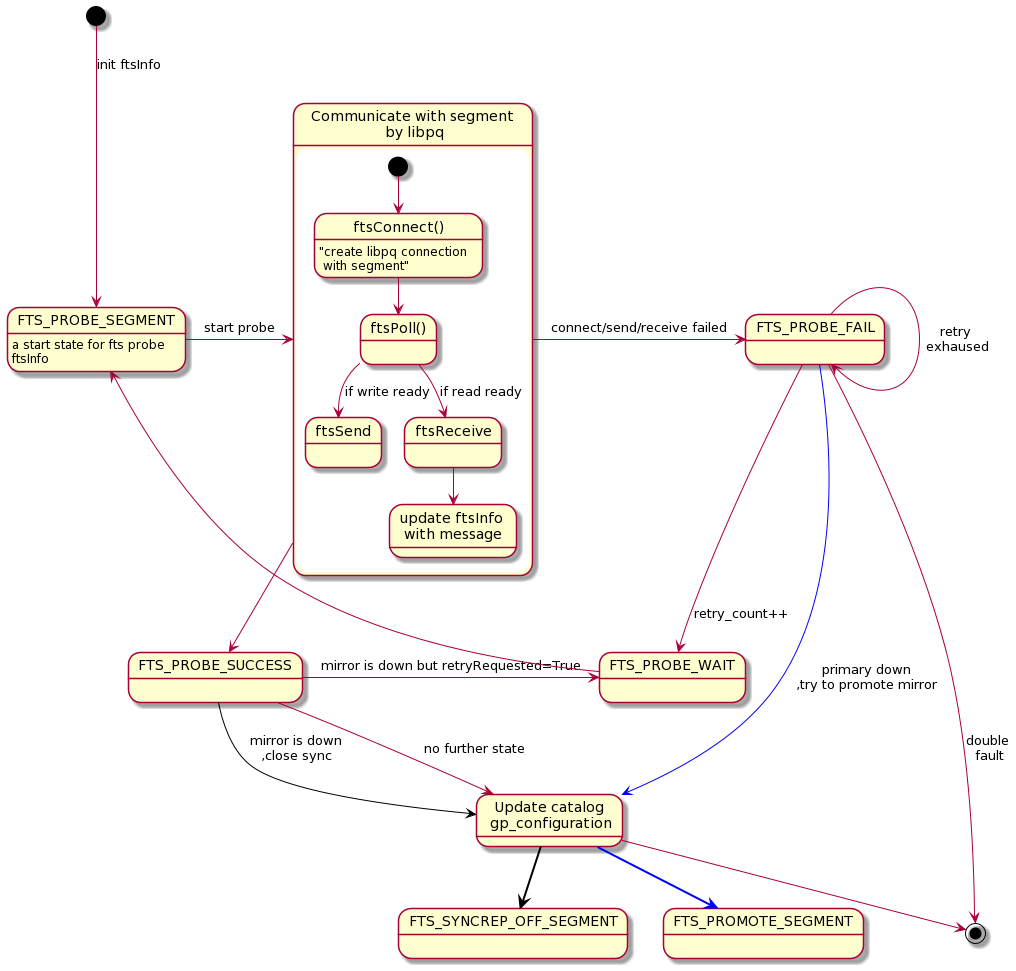 init ftsInfo
Communicate with segment
by libpq
ftsConnect()
"create libpq connection
with segment"
FTS_PROBE_SEGMENT
a start state for fts probe
ftsInfo
start probe
ftsPoll()
connect/send/receive failed
FTS_PROBE_FAIL
retry
exhaused
if write ready
if read ready
ftsSend
ftsReceive
update ftsInfo
with message
retry_count++
FTS_PROBE_SUCCESS
mirror is down but retryRequested=True
FTS_PROBE_WAIT
primary down
,try to promote mirror
mirror is down
,close sync
no further state
double
fault
Update catalog
gp_configuration
FTS_SYNCREP_OFF_SEGMENT
FTS_PROMOTE_SEGMENT